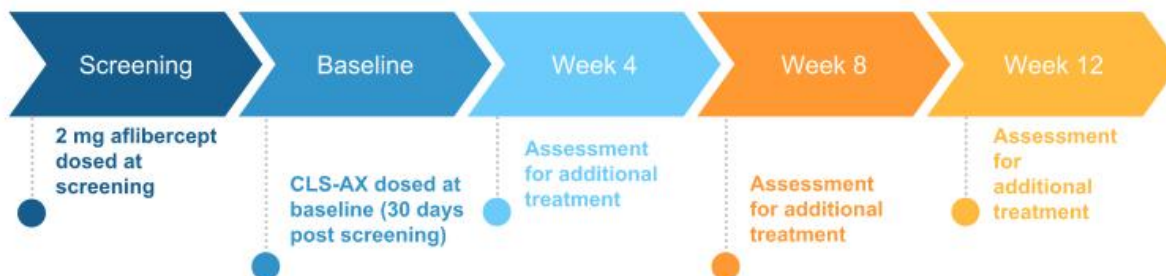 Screening
Baseline
Week 4
Week 8
Week 12
2 mg aflibercept
dosed at
screening
CLS-AX dosed at
baseline (30 days
post screening)
Assessment
for additional
treatment
Assessment
for additional
treatment
Assessment
for
additional
treatment